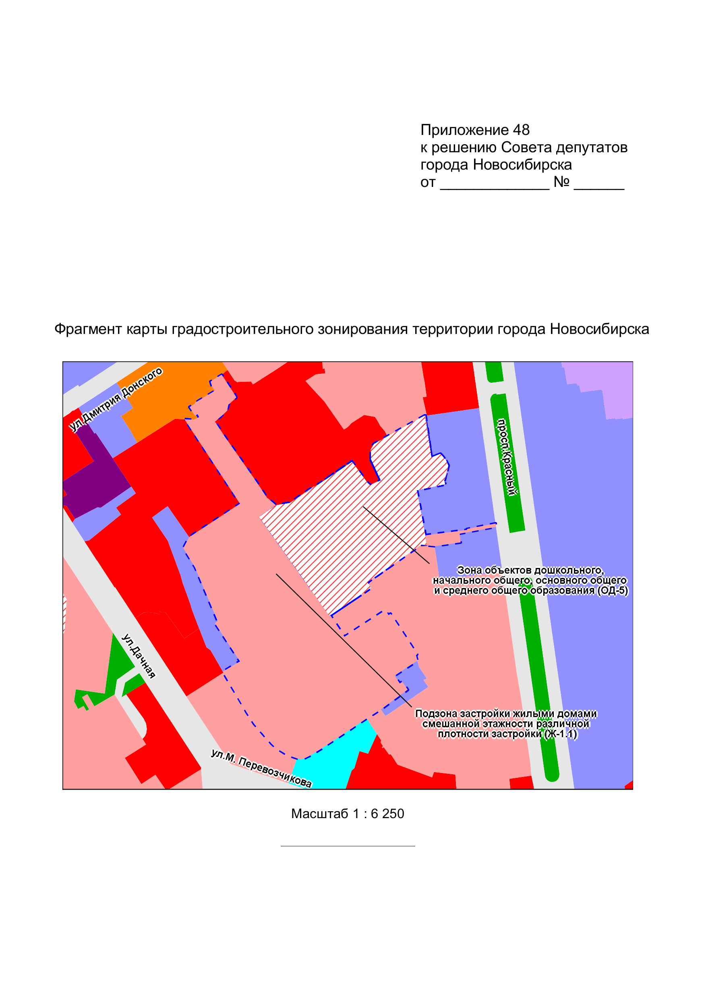 Приложение 48
к решению Совета депутатов
города Новосибирска
от _____________ № ______
Фрагмент карты градостроительного зонирования территории города Новосибирска
ул.Дмитрия Донского
просп.Красный
Зона объектов дошкольного,
начального общего, основного общего
и среднего общего образования (ОД-5)
ул.Дачная
Подзона застройки жилыми домами
смешанной этажности различной
плотности застройки (Ж-1.1)
ул.М. Перевозчикова
Масштаб 1 : 6 250